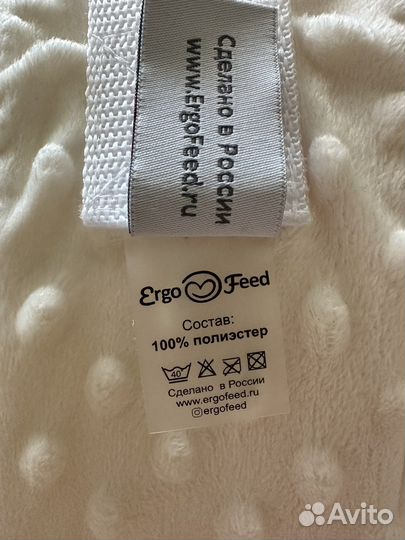 Сделано в России
www.ErgoFeed.ru
Ergo Feed
Состав:
100% полиэстер
40
Сделано в России
www.ergofeed.ru
@ergofeed
Avito